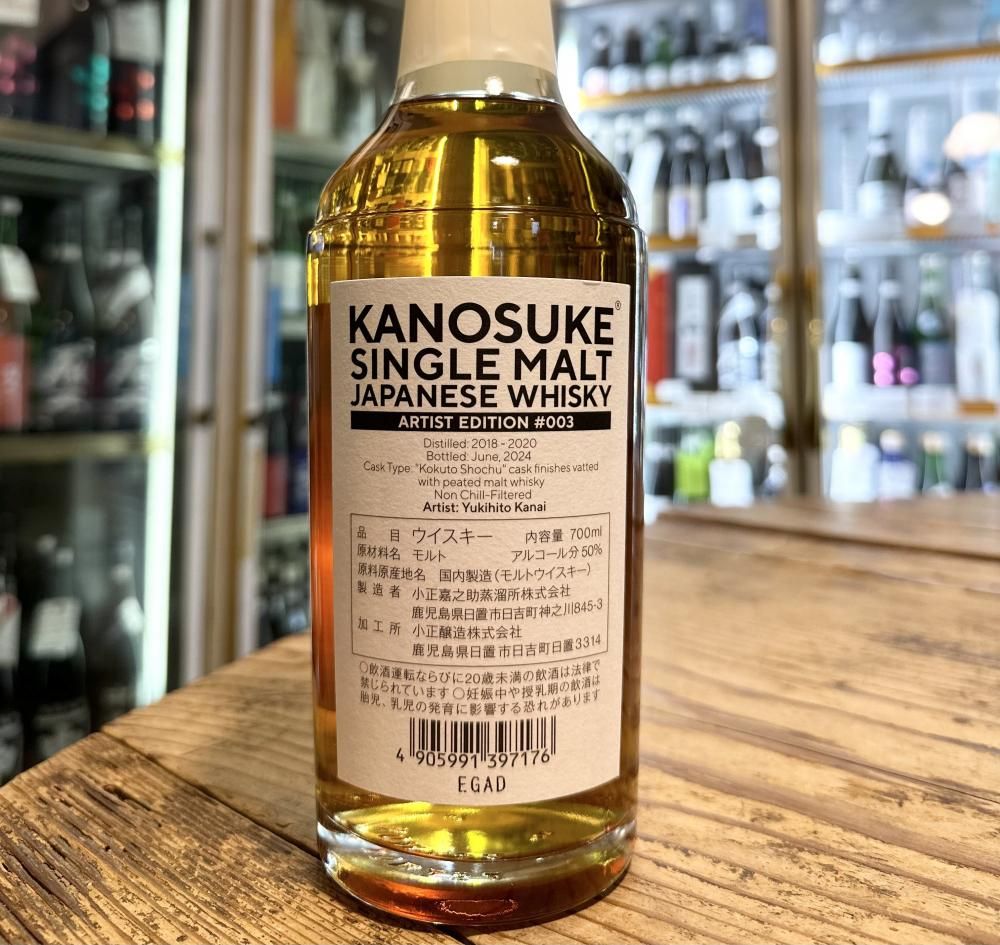 KANOSUKE®
SINGLE MALT
JAPANESE WHISKY
ARTIST EDITION #003
Distilled: 2018 - 2020
Bottled: June, 2024
Cask Type: "Kokuto Shochu" cask finishes vatted
with peated malt whisky
Non Chill-Filtered
Artist: Yukihito Kanai
品目 ウイスキー 内容量 700ml
原材料名 モルト アルコール分 50%
原料原産地名 国内製造(モルトウイスキー)
製造者 小正嘉之助蒸溜所株式会社
鹿児島県日置市日吉町神之川845-3
加工所 小正醸造株式会社
鹿児島県日置市日吉町日置3314
○飲酒運転ならびに20歳未満の飲酒は法律で
禁じられています ○妊娠中や授乳期の飲酒は
胎児、乳児の発育に影響する恐れがあります
4 905991 397176
EGAD